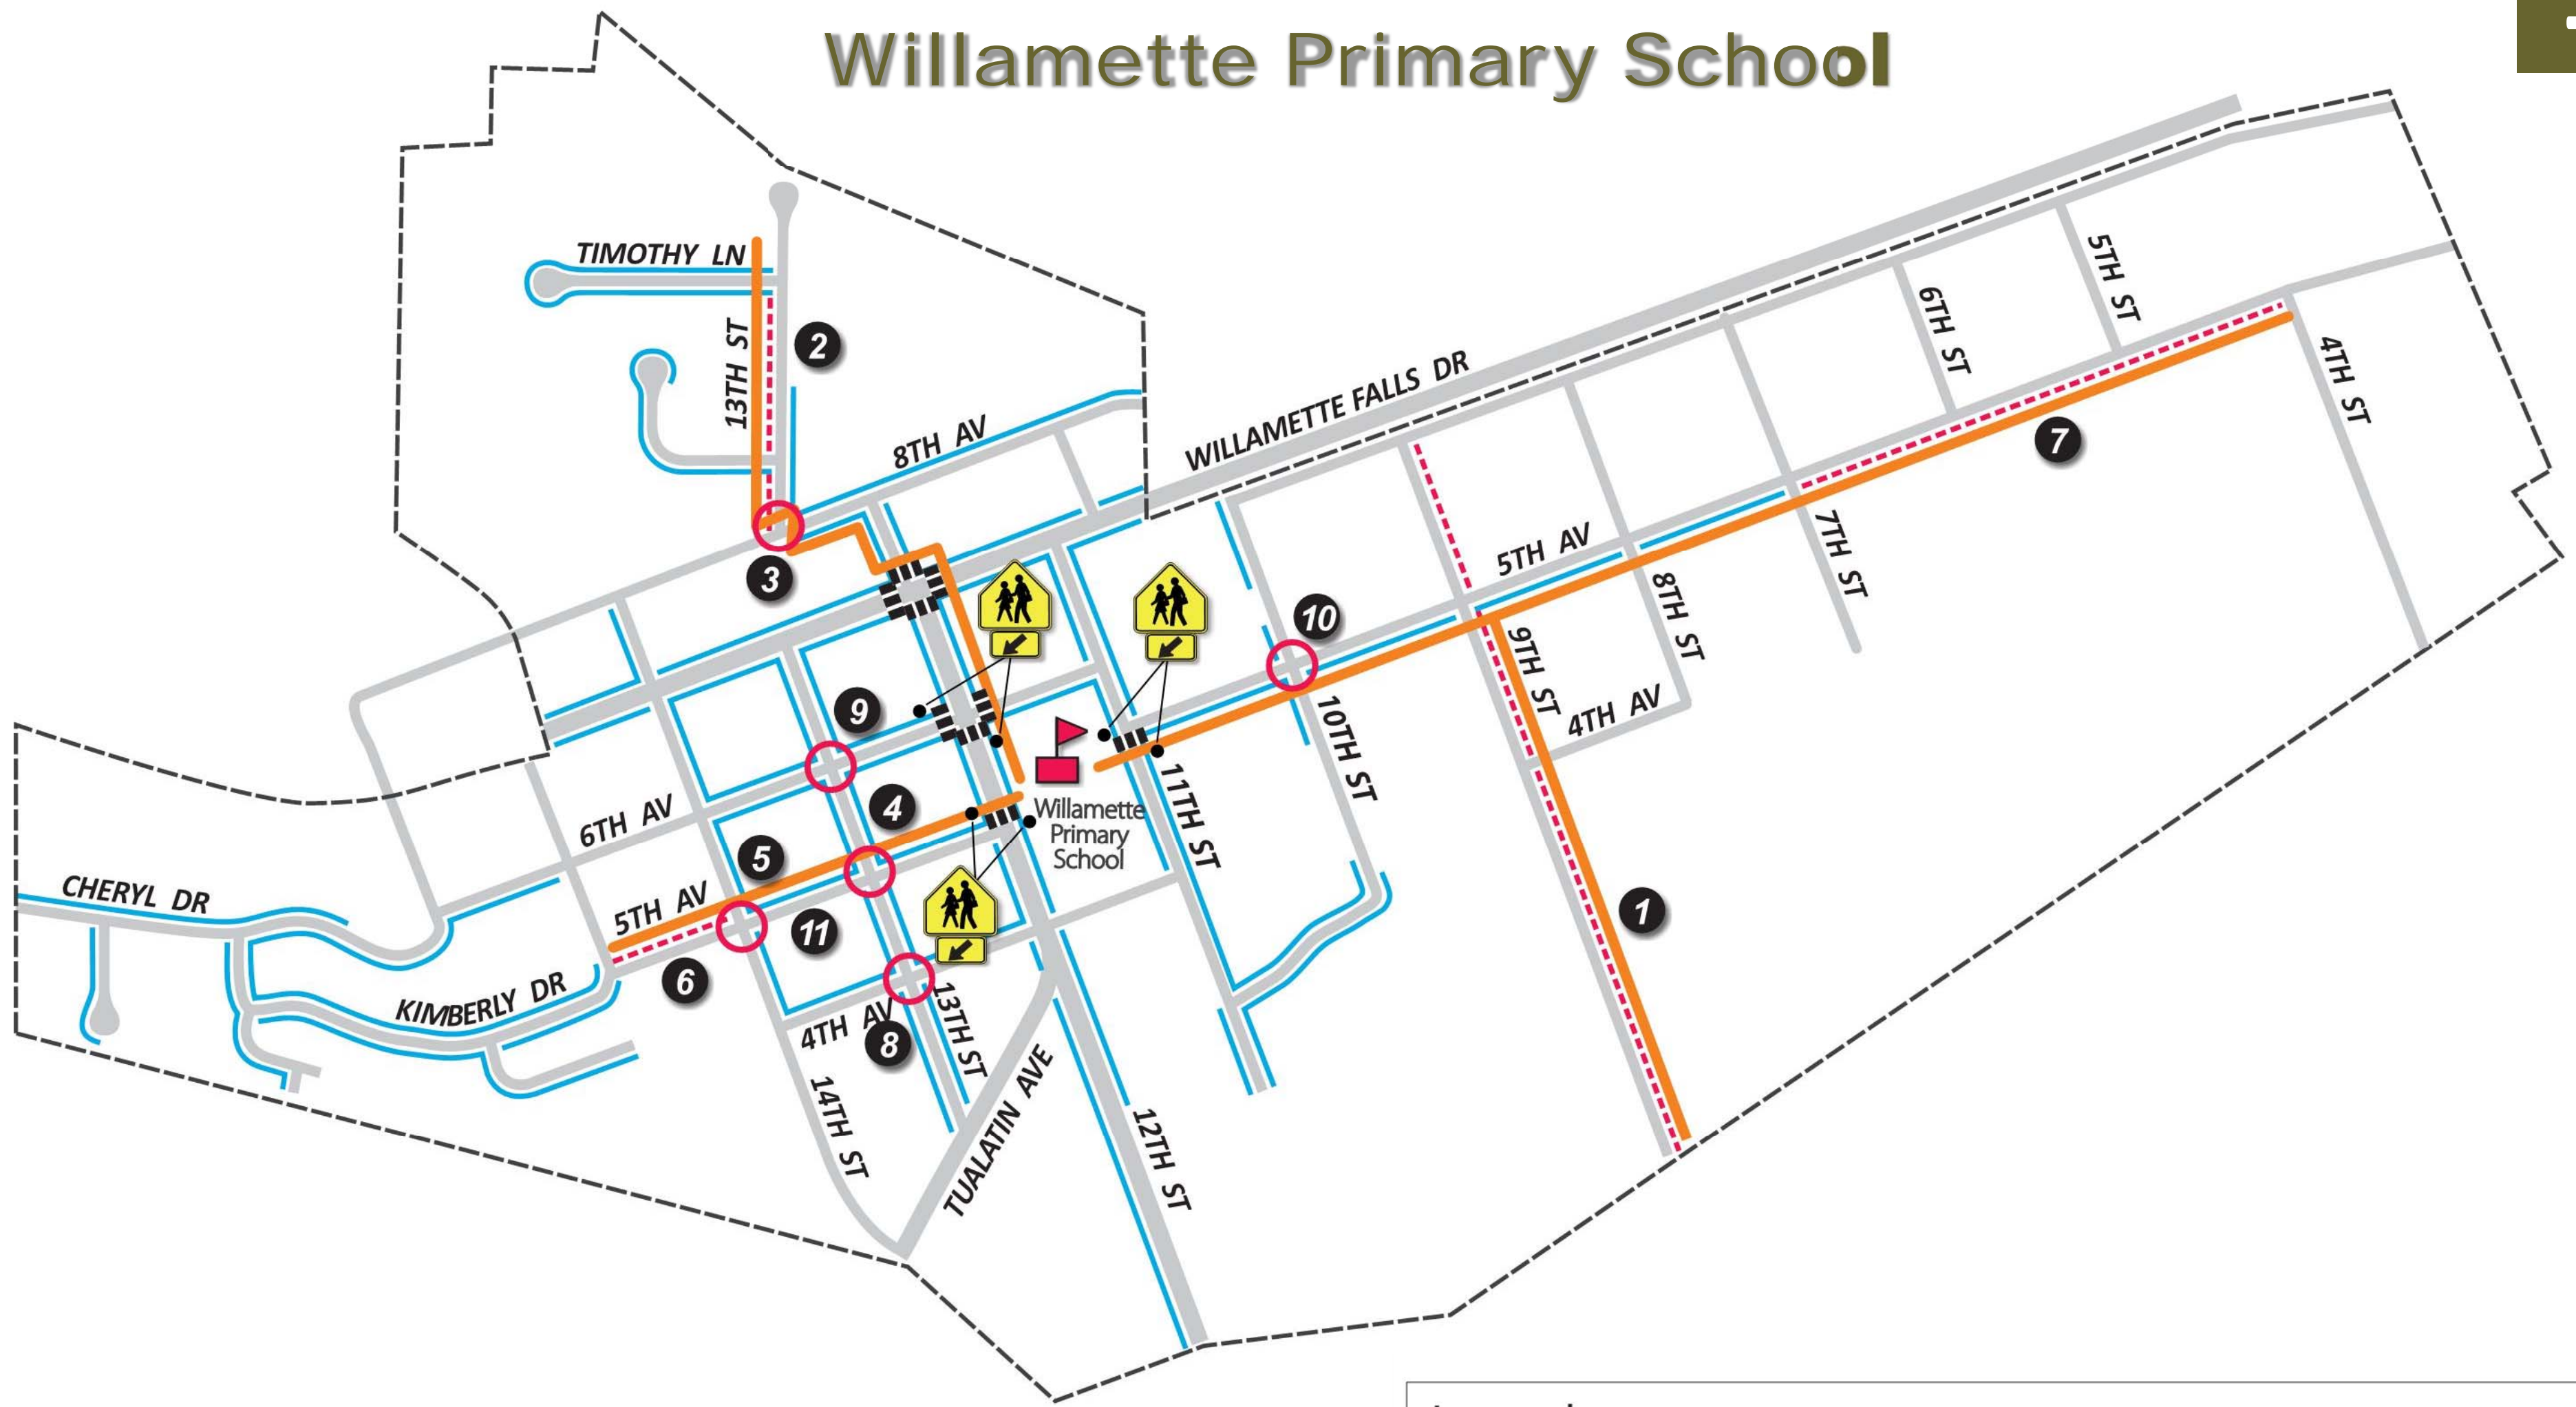 Willamette Primary School
TIMOTHY LN
13TH ST
2
8TH AV
3
WILLAMETTE FALLS DR
5TH ST
6TH ST
4TH ST
7
5TH AV
7TH ST
8TH ST
9TH ST
4TH AV
10
10TH ST
11TH ST
9
4
5
Willamette
Primary
School
6TH AV
5TH AV
11
6
CHERYL DR
KIMBERLY DR
4TH AV
8
13TH ST
14TH ST
TUALATIN AVE
12TH ST
1